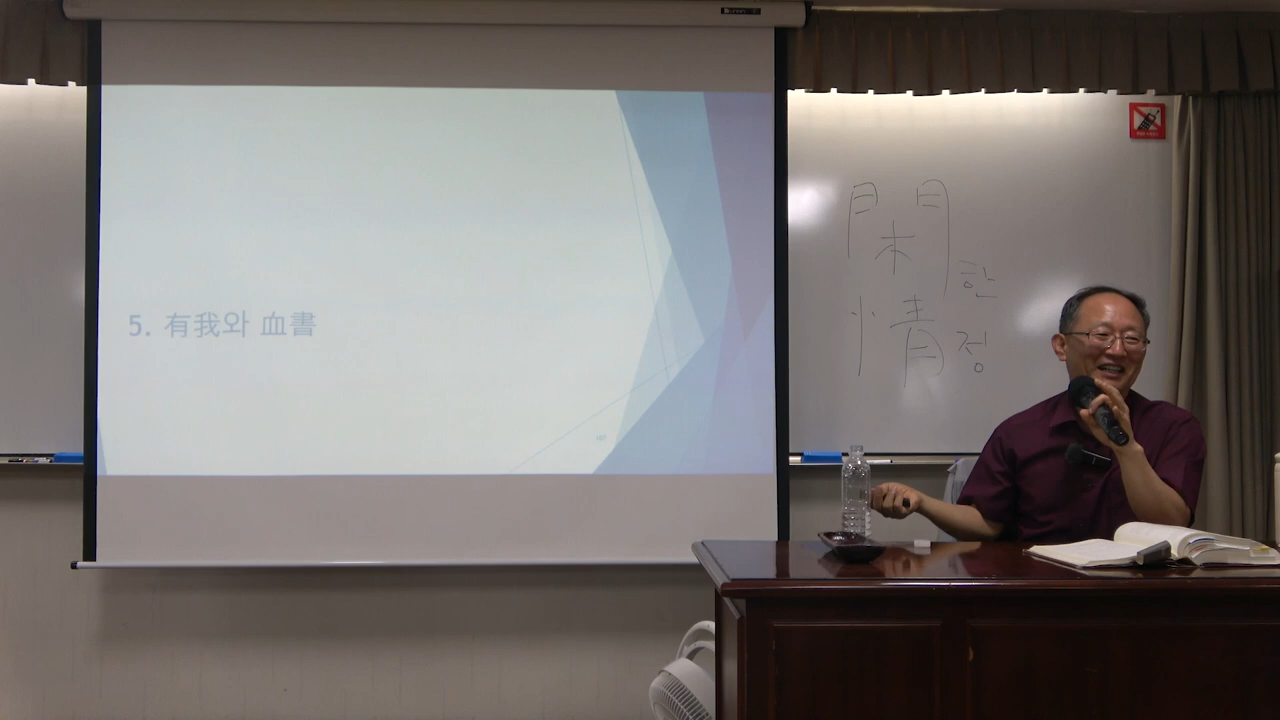 5. 有我와 血書
閑 한
情 정